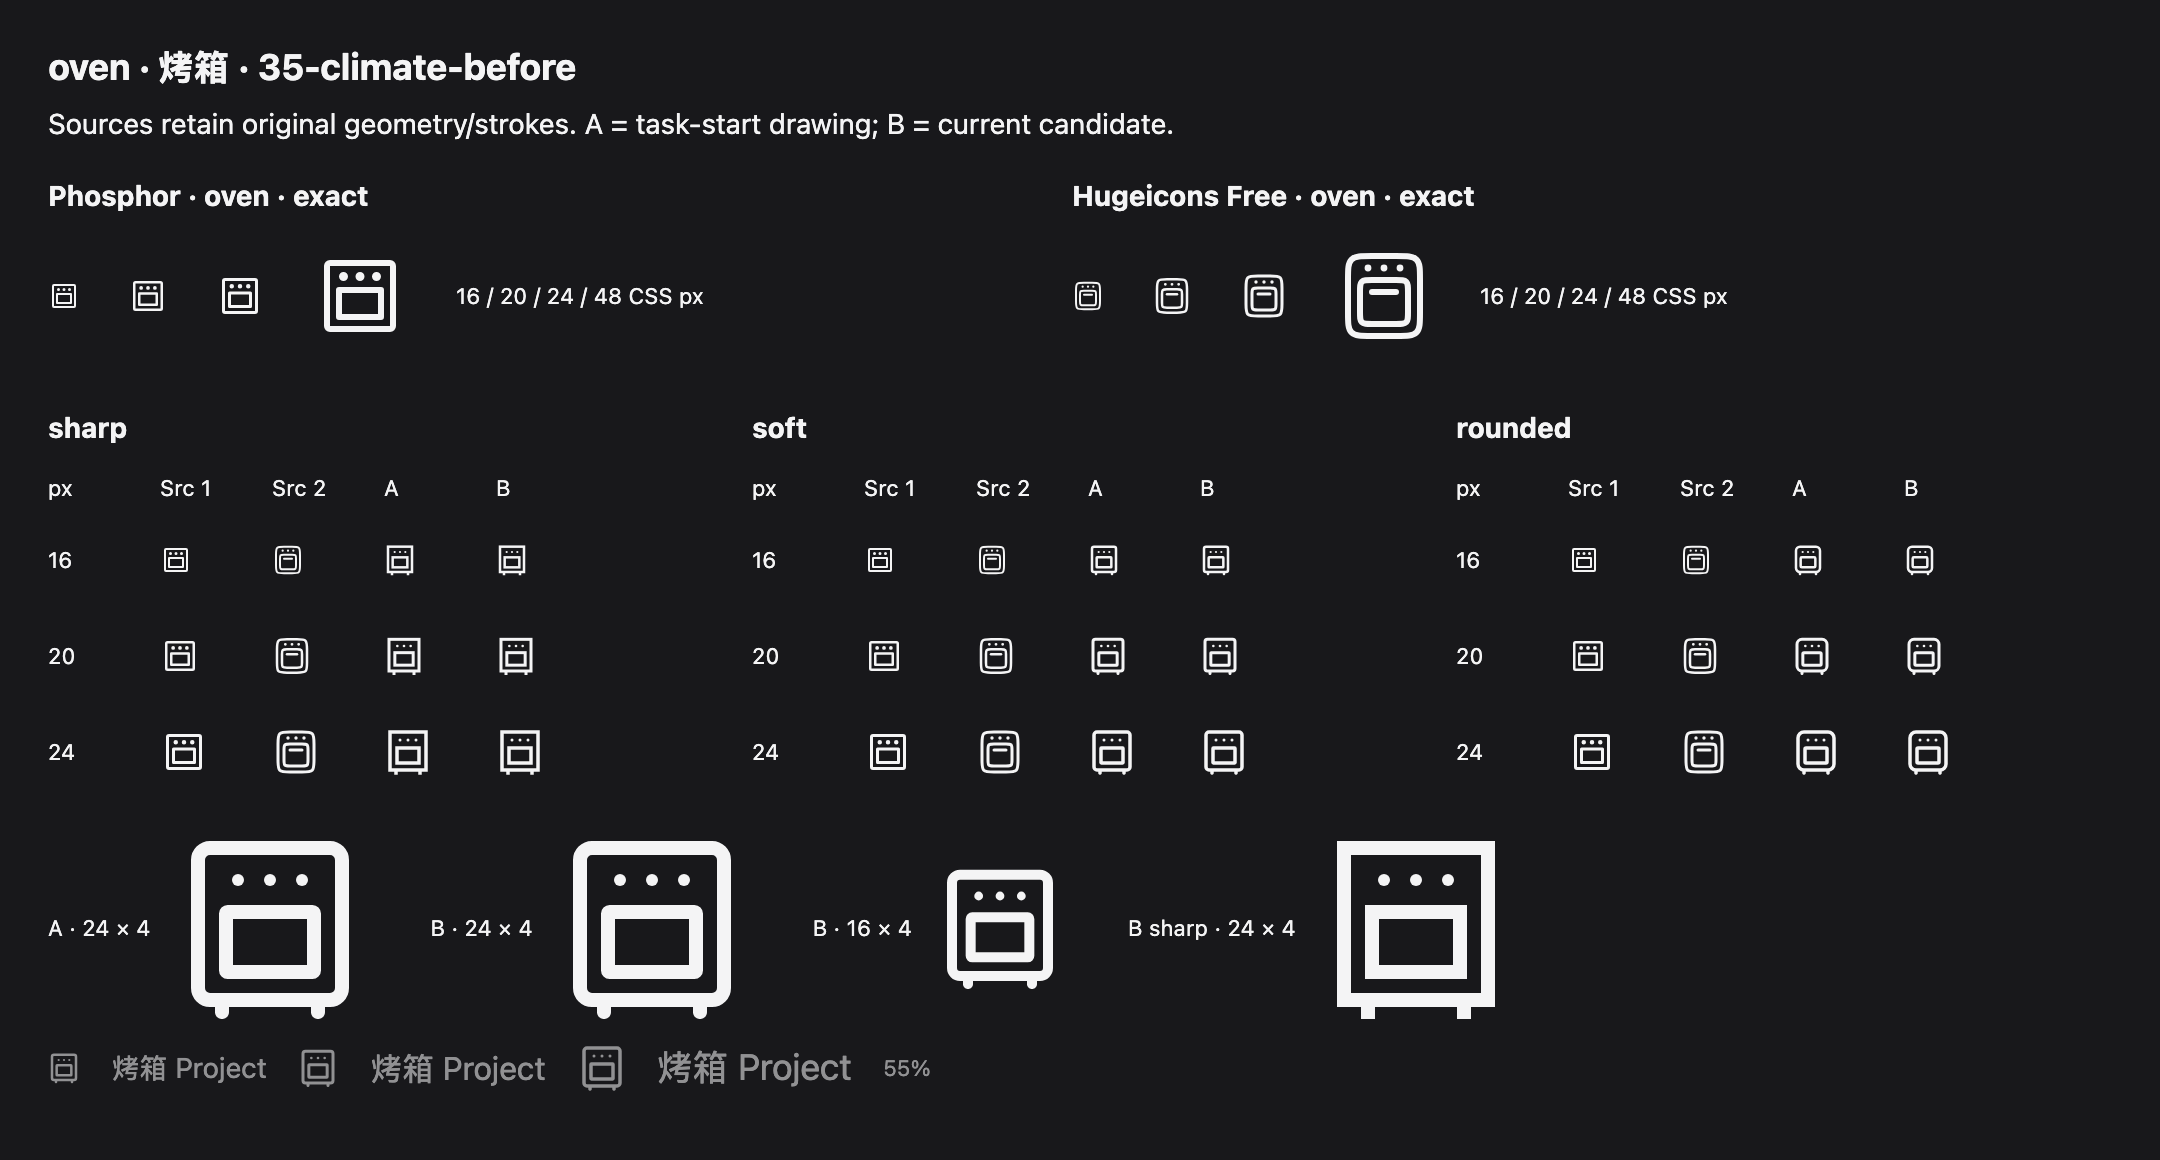 oven · 烤箱 · 35-climate-before
Sources retain original geometry/strokes. A = task-start drawing; B = current candidate.
Phosphor · oven · exact
Hugeicons Free · oven · exact
16 / 20 / 24 / 48 CSS px
16 / 20 / 24 / 48 CSS px
sharp
soft
rounded
px Src 1 Src 2 A B
px Src 1 Src 2 A B
px Src 1 Src 2 A B
16
16
16
20
20
20
24
24
24
A · 24 × 4
B · 24 × 4
B · 16 × 4
B sharp · 24 × 4
烤箱 Project
烤箱 Project
烤箱 Project
55%